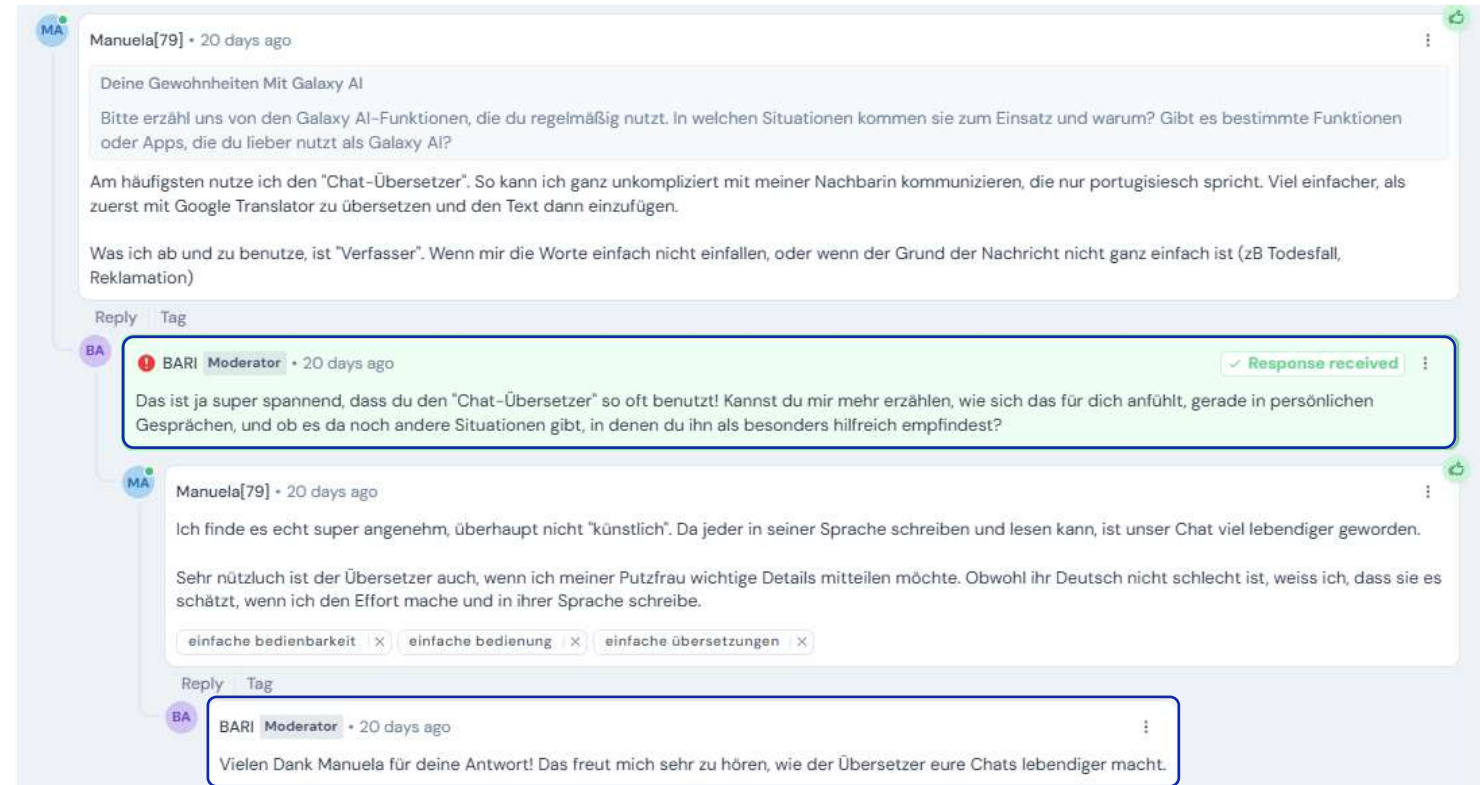 MA
Manuela[79] • 20 days ago
Deine Gewohnheiten Mit Galaxy AI
Bitte erzähl uns von den Galaxy AI-Funktionen, die du regelmäßig nutzt. In welchen Situationen kommen sie zum Einsatz und warum? Gibt es bestimmte Funktionen
oder Apps, die du lieber nutzt als Galaxy AI?
Am häufigsten nutze ich den "Chat-Übersetzer". So kann ich ganz unkompliziert mit meiner Nachbarin kommunizieren, die nur portugisiesch spricht. Viel einfacher, als
zuerst mit Google Translator zu übersetzen und den Text dann einzufügen.
Was ich ab und zu benutze, ist "Verfasser". Wenn mir die Worte einfach nicht einfallen, oder wenn der Grund der Nachricht nicht ganz einfach ist (zB Todesfall,
Reklamation)
Reply Tag
BA
BARI Moderator • 20 days ago ✓ Response received
Das ist ja super spannend, dass du den "Chat-Übersetzer" so oft benutzt! Kannst du mir mehr erzählen, wie sich das für dich anfühlt, gerade in persönlichen
Gesprächen, und ob es da noch andere Situationen gibt, in denen du ihn als besonders hilfreich empfindest?
MA
Manuela[79] • 20 days ago
Ich finde es echt super angenehm, überhaupt nicht "künstlich". Da jeder in seiner Sprache schreiben und lesen kann, ist unser Chat viel lebendiger geworden.
Sehr nützluch ist der Übersetzer auch, wenn ich meiner Putzfrau wichtige Details mitteilen möchte. Obwohl ihr Deutsch nicht schlecht ist, weiss ich, dass sie es
schätzt, wenn ich den Effort mache und in ihrer Sprache schreibe.
einfache bedienbarkeit × einfache bedienung × einfache übersetzungen ×
Reply Tag
BA
BARI Moderator • 20 days ago
Vielen Dank Manuela für deine Antwort! Das freut mich sehr zu hören, wie der Übersetzer eure Chats lebendiger macht.